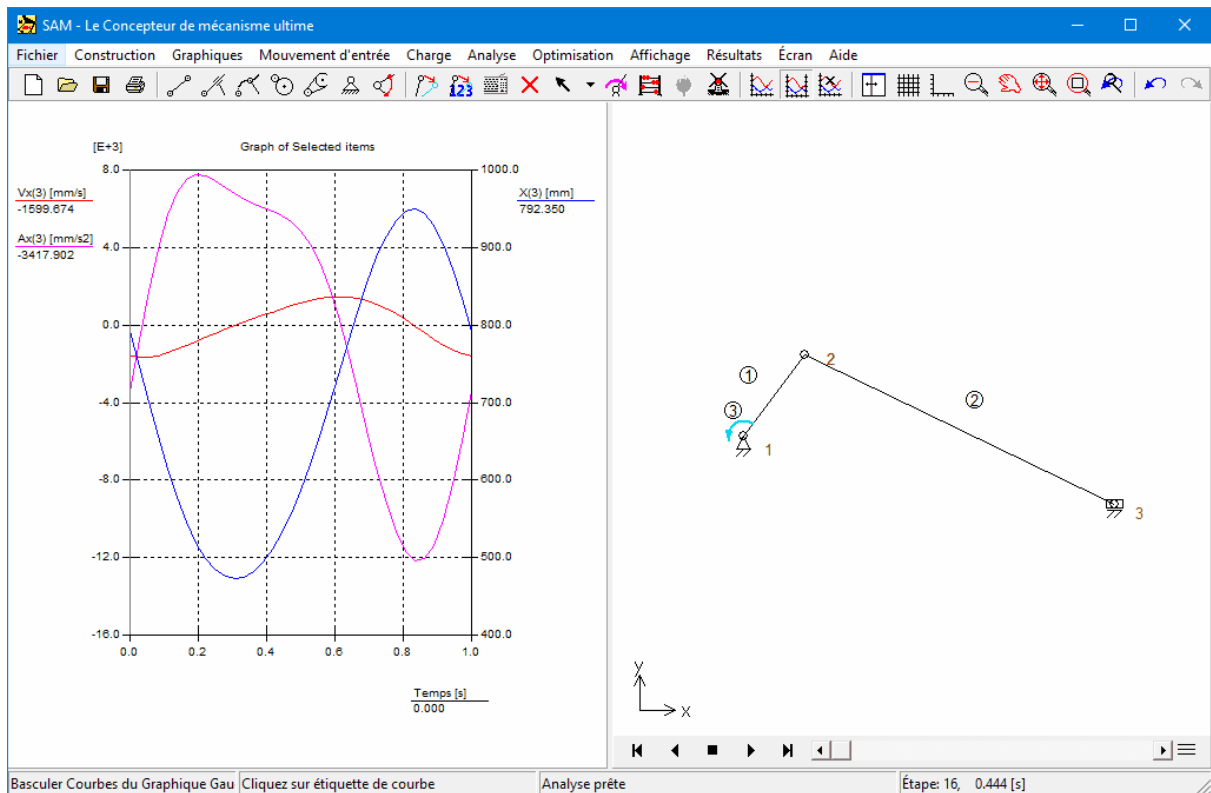 SAM - Le Concepteur de mécanisme ultime
Fichier Construction Graphiques Mouvement d'entrée Charge Analyse Optimisation Affichage Résultats Écran Aide
123
[E+3] Graph of Selected items
8.0 1000.0
Vx(3) [mm/s] X(3) [mm]
-1599.674 792.350
Ax(3) [mm/s2]
4.0 900.0
-3417.902
0.0 800.0
-4.0 700.0
-8.0 600.0
-12.0 500.0
-16.0 400.0
0.0 0.2 0.4 0.6 0.8 1.0
Temps [s]
0.000
2
1
2
3
1
3
Y
X
Basculer Courbes du Graphique Gau Cliquez sur étiquette de courbe Analyse prête Étape: 16, 0.444 [s]